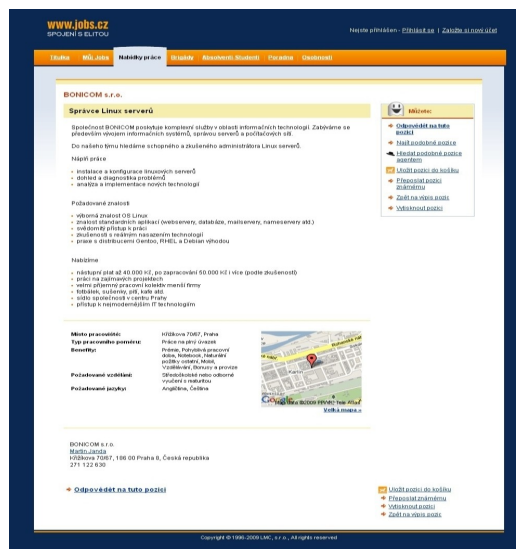 www.jobs.cz
SPOJENÍ S ELITOU
Nejste přihlášen - Přihlásit se | Založte si nový účet
Titulka Můj Jobs Nabídky práce Brigády Absolventi Studenti Poradna Osobnosti
BONICOM s.r.o.
Správce Linux serverů
Společnost BONICOM poskytuje komplexní služby v oblasti informačních technologií. Zabýváme se
především vývojem informačních systémů, správou serverů a počítačových sítí.
Do našeho týmu hledáme schopného a zkušeného administrátora Linux serverů.
Náplň práce
instalace a konfigurace linuxových serverů
dohled a diagnostika problémů
analýza a implementace nových technologií
Požadované znalosti
výborná znalost OS Linux
znalost standardních aplikací (webservery, databáze, mailservery, nameservery atd.)
svědomitý přístup k práci
zkušenosti s reálným nasazením technologií
praxe s distribucemi Gentoo, RHEL a Debian výhodou
Nabízíme
nástupní plat až 40.000 Kč, po zapracování 50.000 Kč i více (podle zkušeností)
práci na zajímavých projektech
velmi příjemný pracovní kolektiv menší firmy
fotbálek, sušenky, pití, kafe atd.
sídlo společnosti v centru Prahy
přístup k nejmodernějším IT technologiím
Můžete:
Odpovědět na tuto
pozici
Najít podobné pozice
Hledat podobné pozice
agentem
Uložit pozici do košíku
Přeposlat pozici
známému
Zpět na výpis pozic
Vytisknout pozici
Místo pracoviště: Křižíkova 70/67, Praha
Typ pracovního poměru: Práce na plný úvazek
Benefity: Prémie, Pohyblivá pracovní
doba, Notebook, Naturální
požitky ostatní, Mobil,
Vzdělávání, Bonusy a provize
Požadované vzdělání: Středoškolské nebo odborné
vyučení s maturitou
Požadované jazyky: Angličtina, Čeština
Karlín
Google
Velká mapa »
BONICOM s.r.o.
Martin Janda
Křižíkova 70/67, 186 00 Praha 8, Česká republika
271 122 630
Odpovědět na tuto pozici
Uložit pozici do košíku
Přeposlat známému
Vytisknout pozici
Zpět na výpis pozic
Copyright © 1996-2009 LMC, s.r.o., All rights reserved